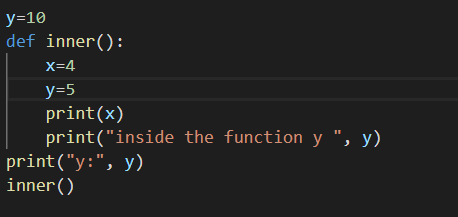 y=10
def inner():
    x=4
    y=5
    print(x)
    print("inside the function y ", y)
print("y:", y)
inner()